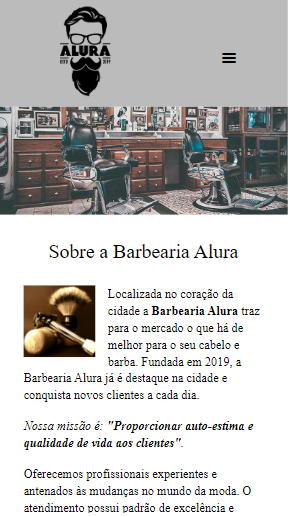 ALURA
ESTD 2019
Sobre a Barbearia Alura
Localizada no coração da
cidade a Barbearia Alura traz
para o mercado o que há de
melhor para o seu cabelo e
barba. Fundada em 2019, a
Barbearia Alura já é destaque na cidade e
conquista novos clientes a cada dia.
Nossa missão é: "Proporcionar auto-estima e
qualidade de vida aos clientes".
Oferecemos profissionais experientes e
antenados às mudanças no mundo da moda. O
atendimento possui padrão de excelência e